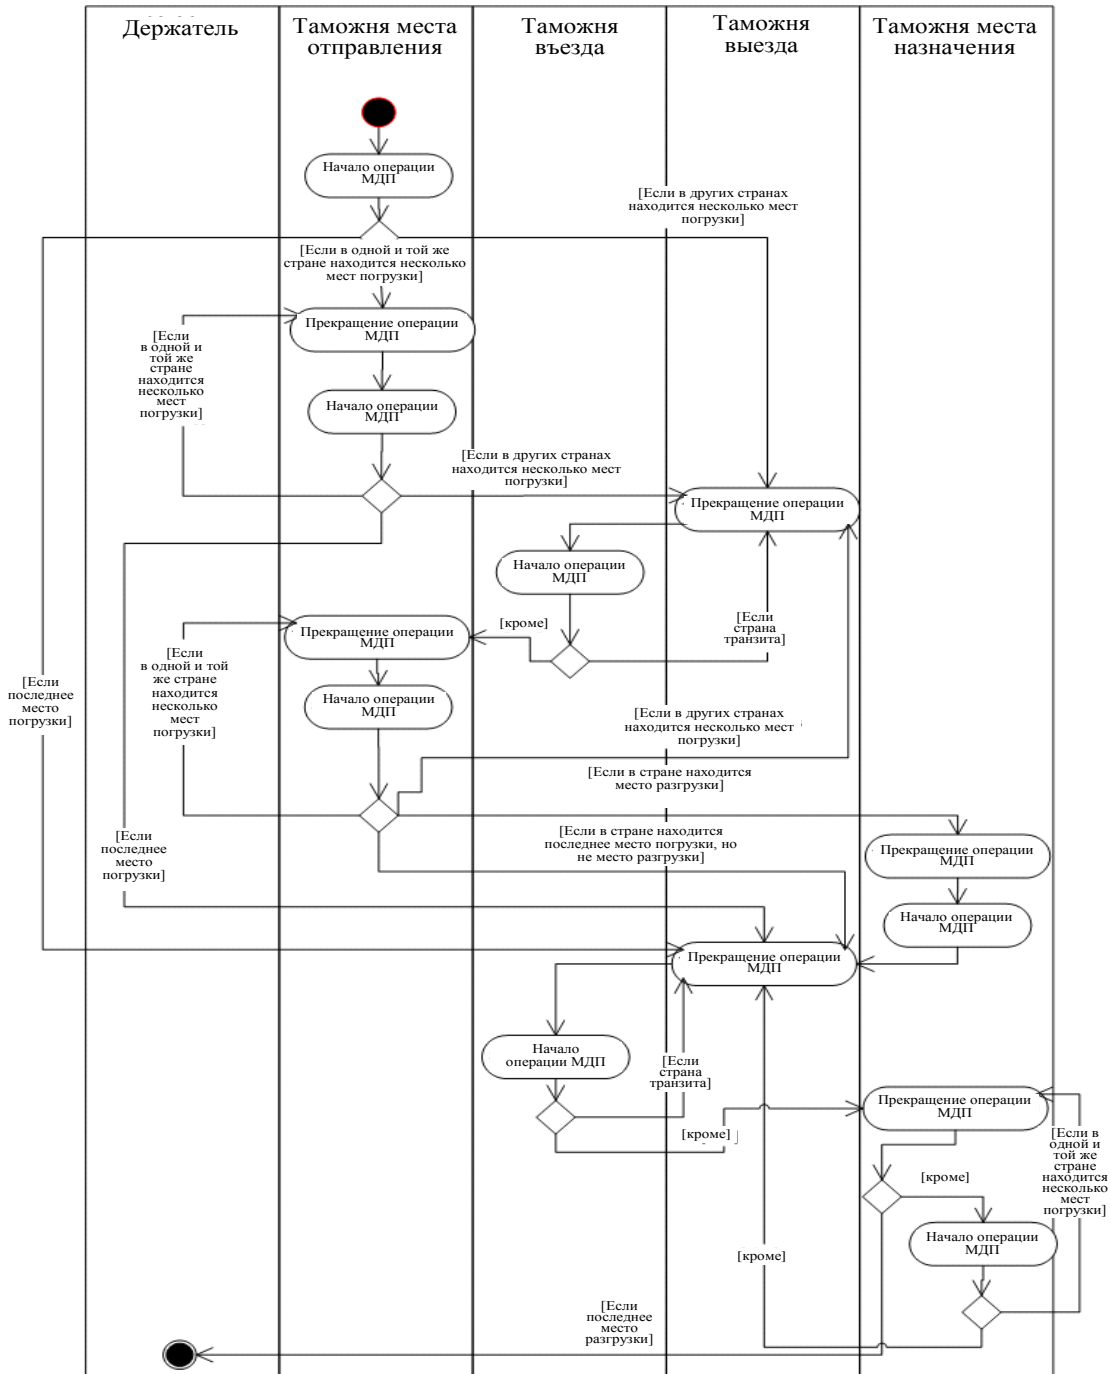 Держатель
Таможня места
отправления
Таможня
въезда
Таможня
выезда
Таможня места
назначения
Начало операции
МДП
[Если в других странах
находится несколько мест
погрузки]
[Если в одной и той же
стране находится несколько
мест погрузки]
Прекращение операции
МДП
[Если
в одной и
той же
стране
находится
несколько
мест
погрузки]
Начало операции
МДП
[Если в других странах
находится несколько мест
погрузки]
Прекращение операции
МДП
Начало операции
МДП
[кроме]
[Если
страна
транзита]
Прекращение операции
МДП
[Если
в одной и той
же стране
находится
несколько
мест
погрузки]
[Если
последнее
место
погрузки]
Начало операции
МДП
[Если в других странах
находится несколько мест
погрузки]
[Если в стране находится
место разгрузки]
[Если
последнее
место
погрузки]
[Если в стране находится
последнее место погрузки, но
не место разгрузки]
Прекращение операции
МДП
Начало операции
МДП
Прекращение операции
МДП
Начало
операции МДП
[Если
страна
транзита]
Прекращение операции
МДП
[кроме]
[Если в
одной и
той же
стране
находится
несколько
мест
погрузки]
[кроме]
Начало операции
МДП
[кроме]
[Если
последнее
место
разгрузки]